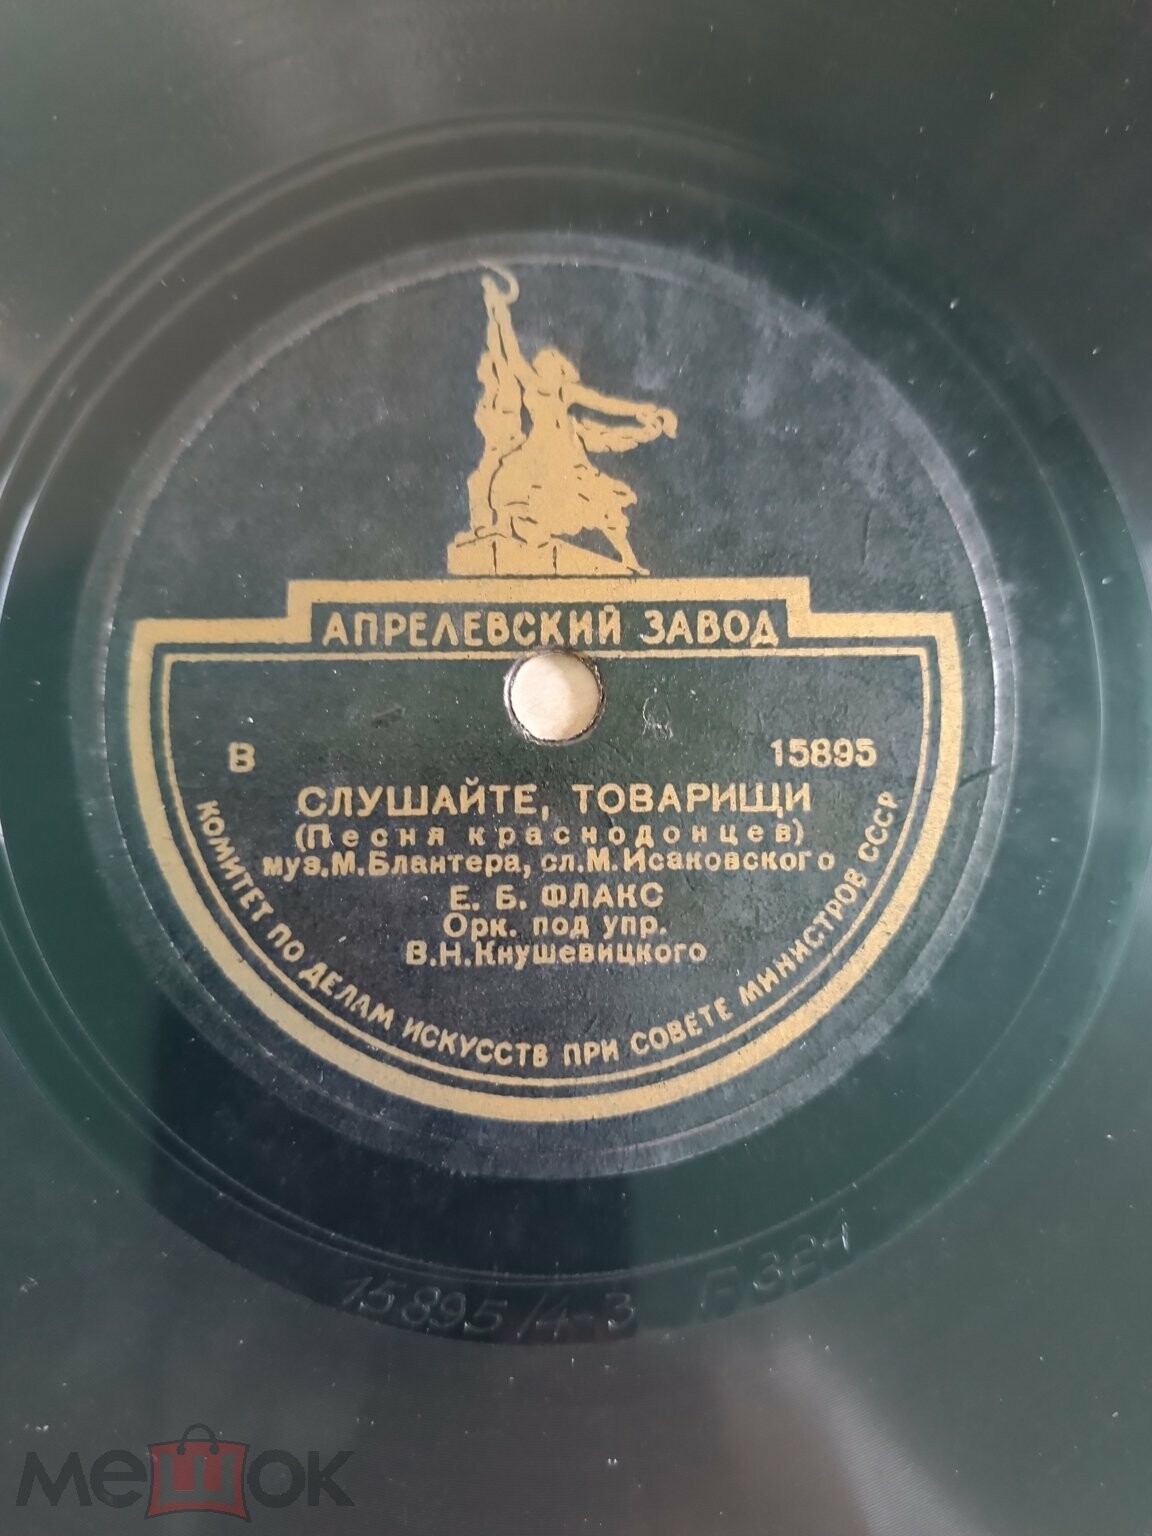 АПРЕЛЕВСКИЙ ЗАВОД
В 15895
СЛУШАЙТЕ, ТОВАРИЩИ
(Песня краснодонцев)
муз.М.Блантера, сл.М.Исаковского
Е. Б. ФЛАКС
Орк. под упр.
В.Н.Кнушевицкого
КОМИТЕТ ПО ДЕЛАМ ИСКУССТВ ПРИ СОВЕТЕ МИНИСТРОВ СССР
15895/4-3 Г324
мешок